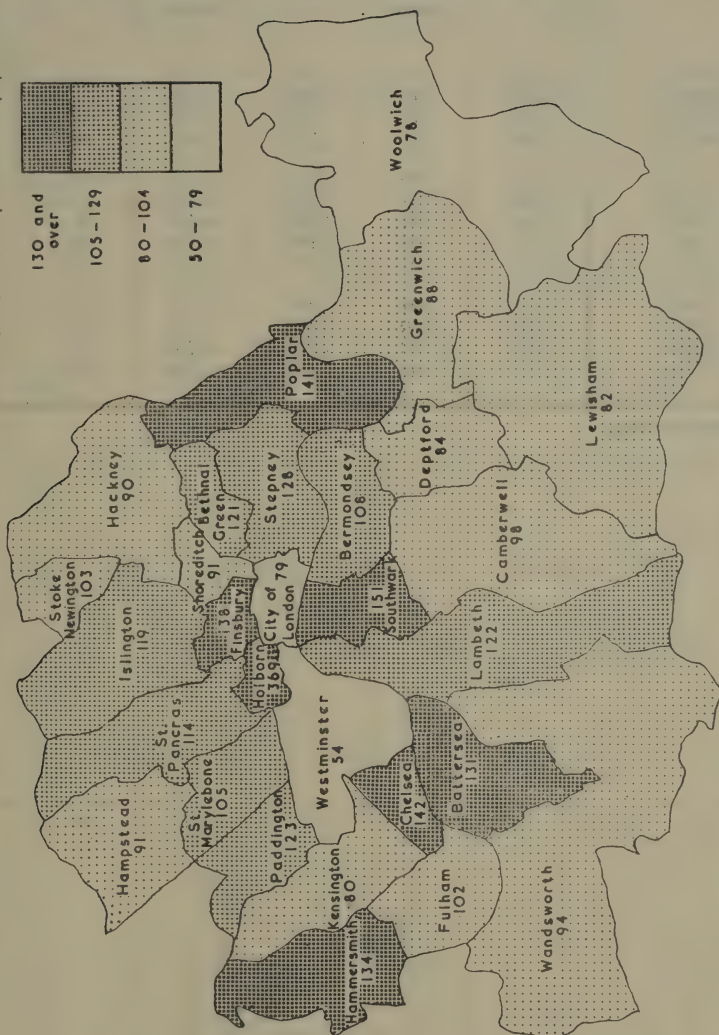 130 and
over
105-129
80-104
50-79
Hampstead
91
St.
Pancras
114
Islington
119
Stoke
Newington
103
Hackney
90
St.
Marylebone
105
Paddington
123
Holborn
369
Finsbury
138
Shoreditch
91
Bethnal
Green
121
Stepney
128
Poplar
141
City of
London
79
Westminster
54
Kensington
80
Hammersmith
134
Fulham
102
Chelsea
142
Battersea
131
Wandsworth
94
Lambeth
122
Southwark
151
Bermondsey
108
Camberwell
98
Deptford
84
Greenwich
88
Lewisham
82
Woolwich
78